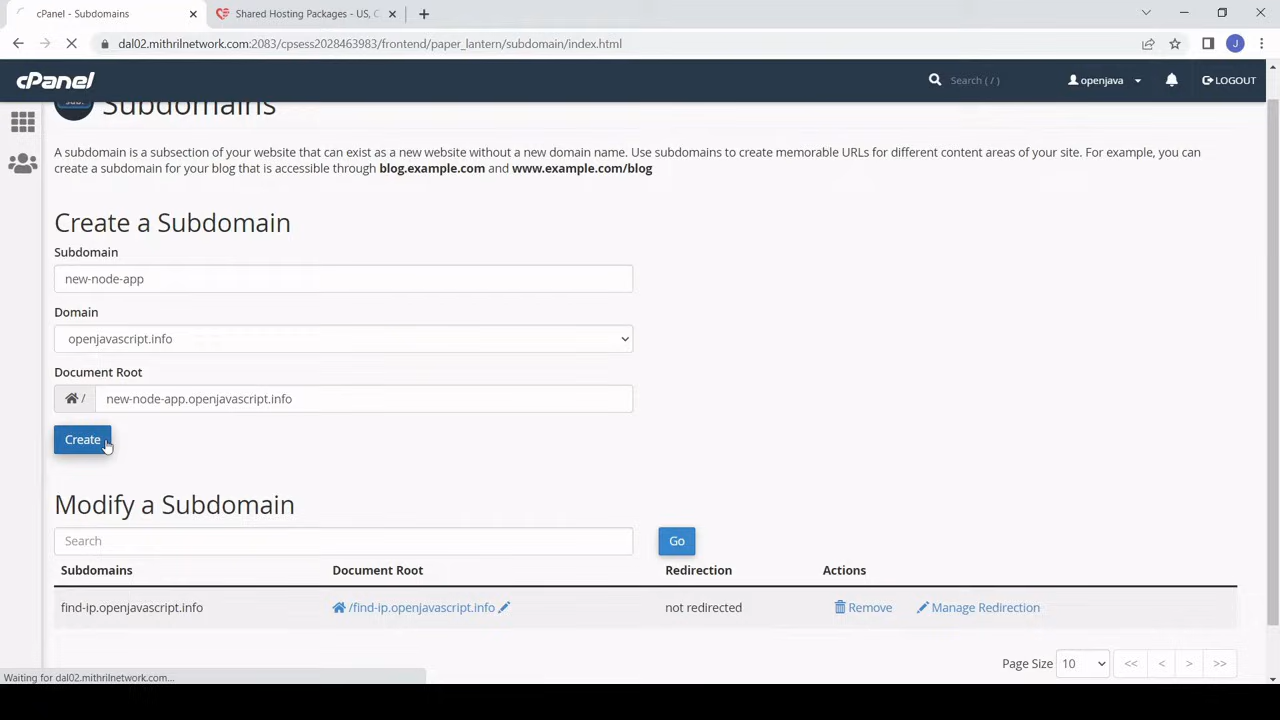 cPanel - Subdomains
Shared Hosting Packages - US, C
dal02.mithrilnetwork.com:2083/cpsess2028463983/frontend/paper_lantern/subdomain/index.html
J
cPanel
Search ( / )
openjava
LOGOUT
Subdomains
A subdomain is a subsection of your website that can exist as a new website without a new domain name. Use subdomains to create memorable URLs for different content areas of your site. For example, you can
create a subdomain for your blog that is accessible through blog.example.com and www.example.com/blog
Create a Subdomain
Subdomain
new-node-app
Domain
openjavascript.info
Document Root
/ new-node-app.openjavascript.info
Create
Modify a Subdomain
Search
Go
Subdomains Document Root Redirection Actions
find-ip.openjavascript.info /find-ip.openjavascript.info not redirected Remove Manage Redirection
Page Size 10 << < > >>
Waiting for dal02.mithrilnetwork.com...